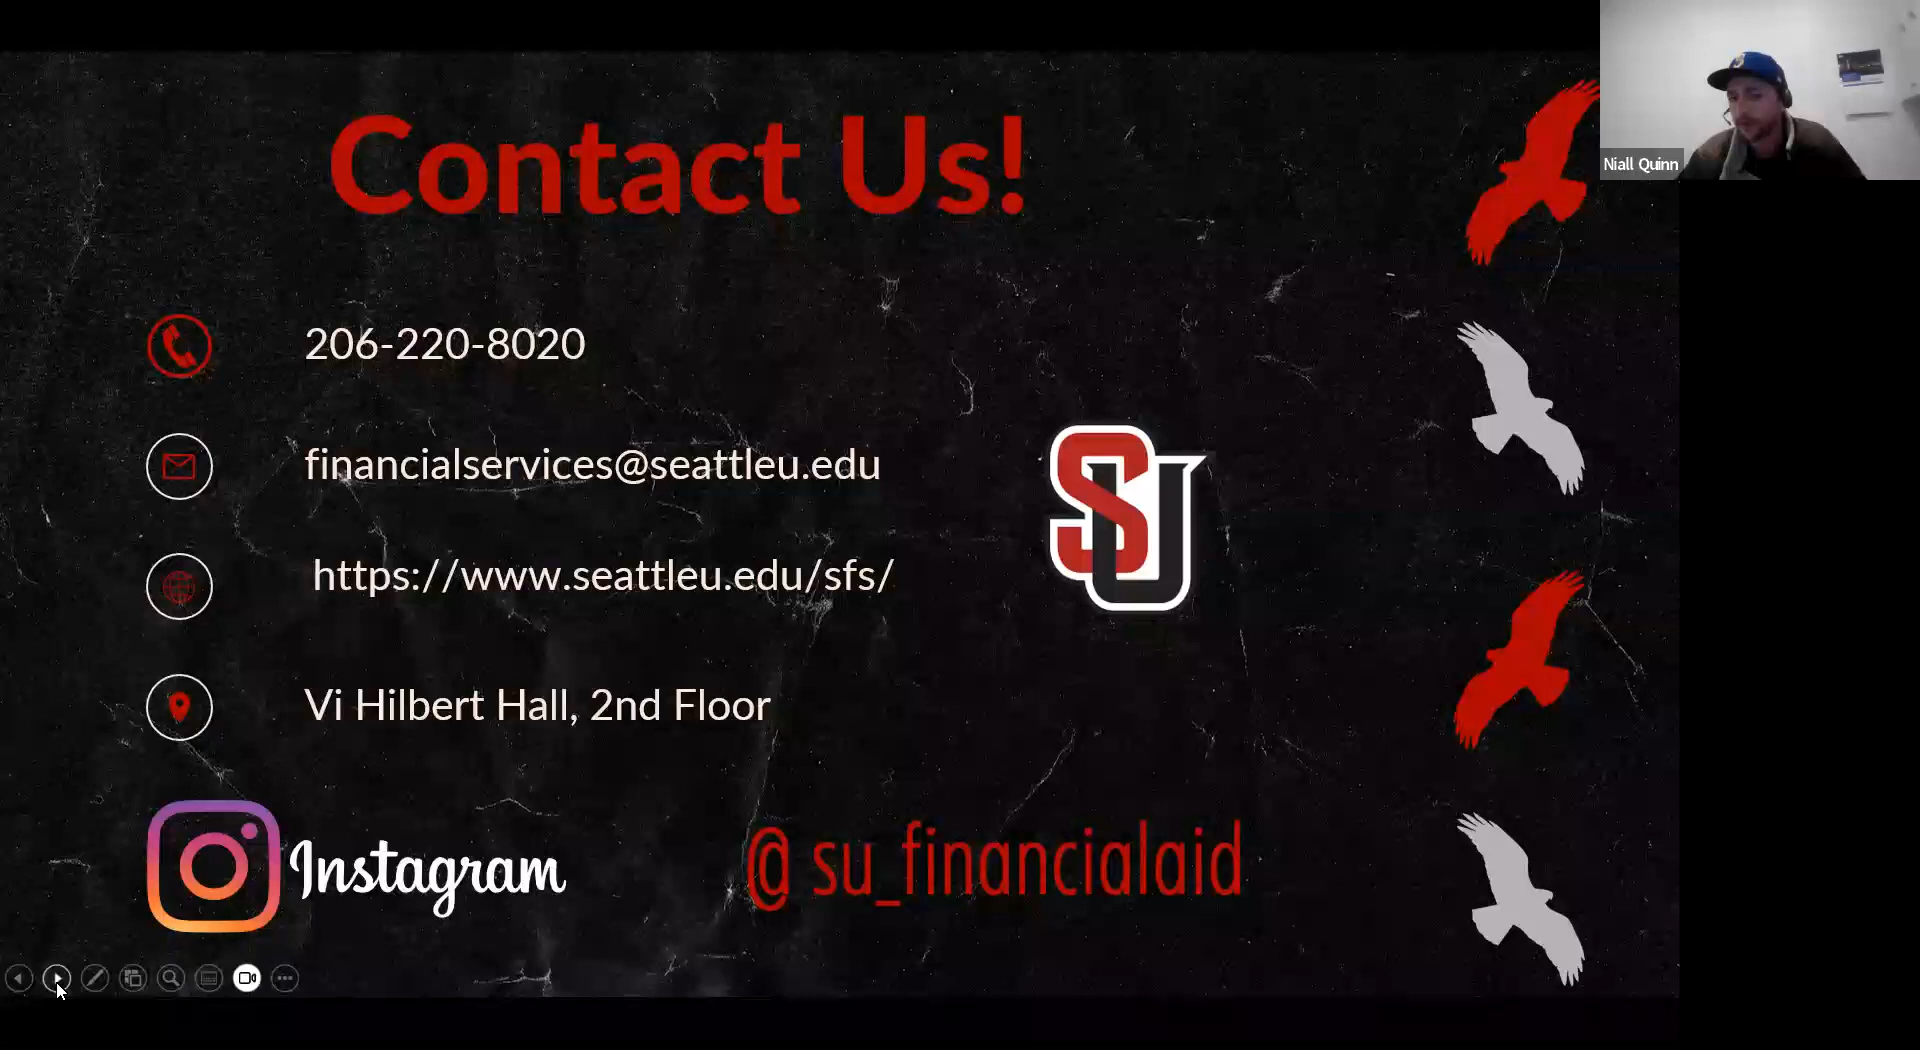 Contact Us!
Niall Quinn
206-220-8020
financialservices@seattleu.edu
https://www.seattleu.edu/sfs/
SU
Vi Hilbert Hall, 2nd Floor
Instagram
@ su_financialaid